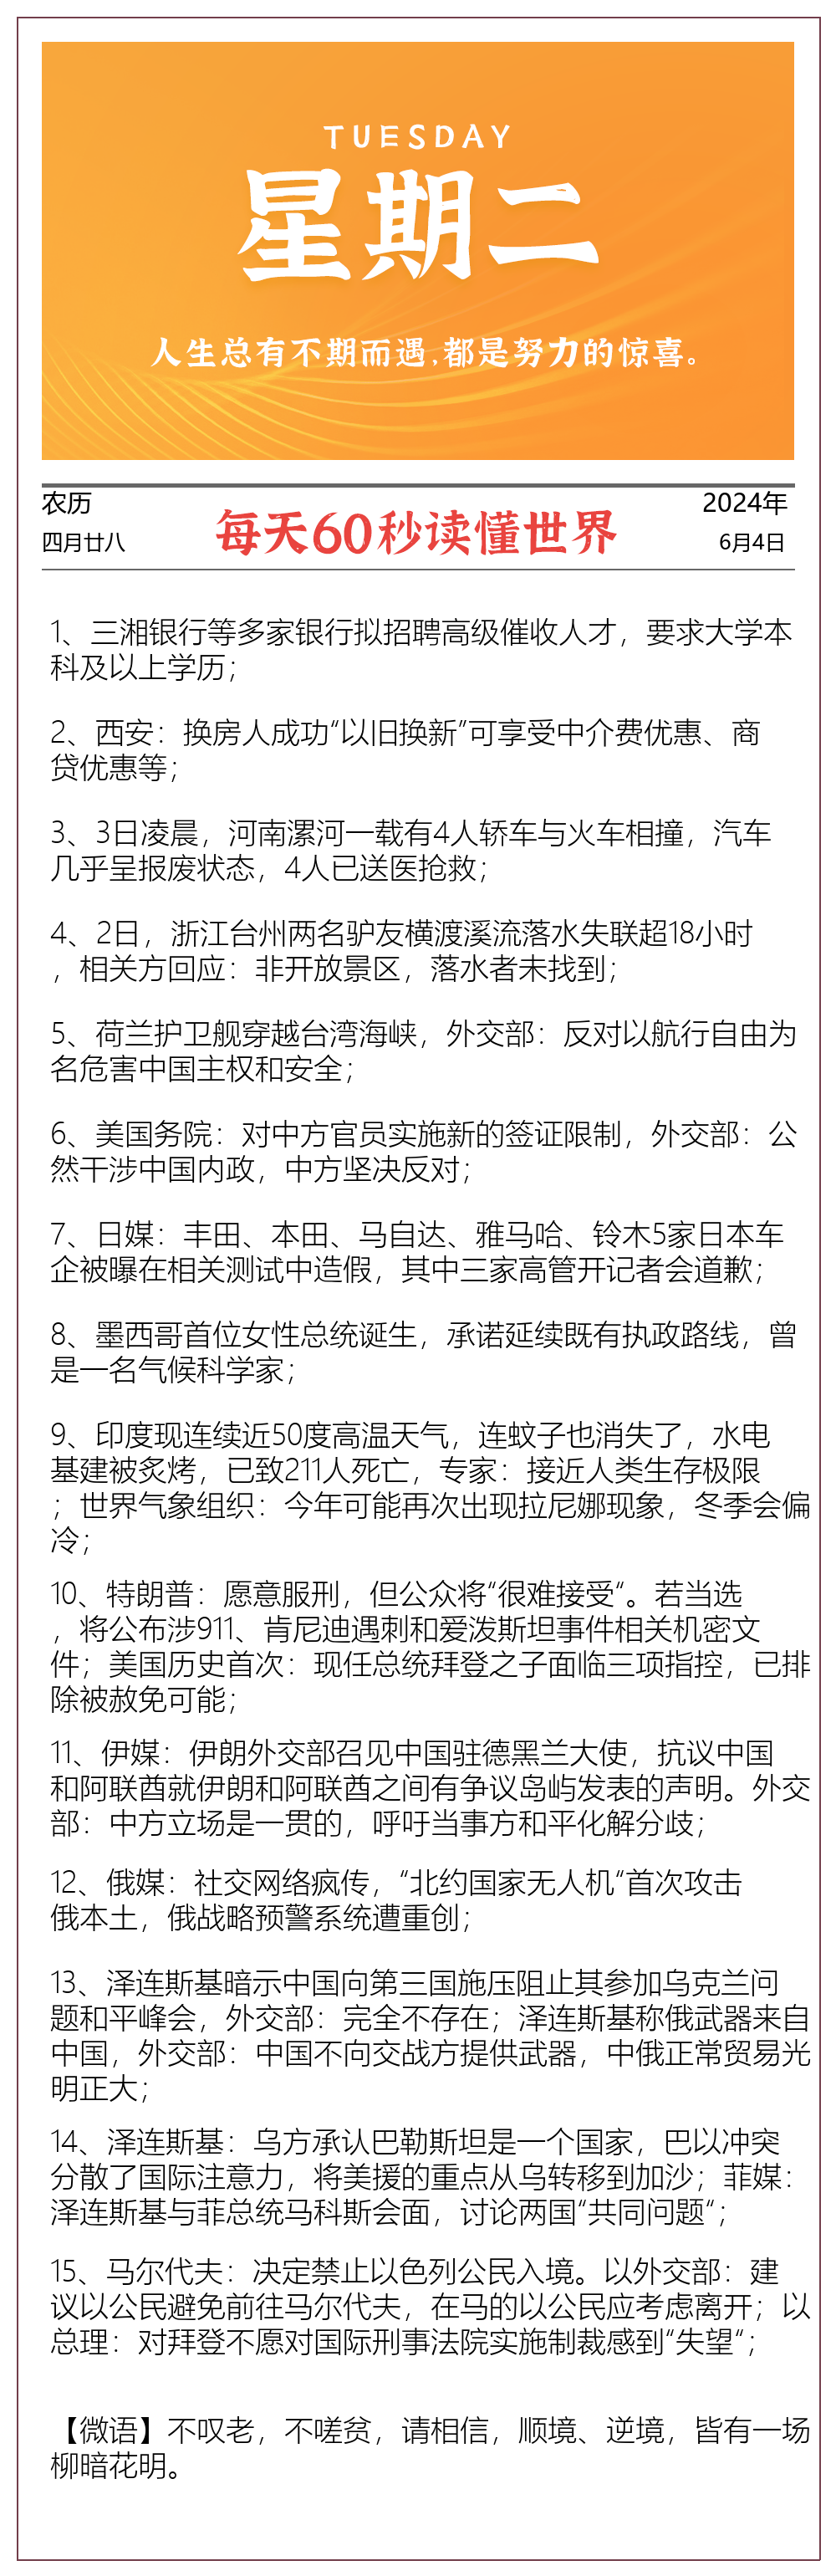 TUESDAY
星期二
人生总有不期而遇,都是努力的惊喜。
农历
四月廿八
每天60秒读懂世界
2024年
6月4日
1、三湘银行等多家银行拟招聘高级催收人才，要求大学本
科及以上学历；
2、西安：换房人成功“以旧换新”可享受中介费优惠、商
贷优惠等；
3、3日凌晨，河南漯河一载有4人轿车与火车相撞，汽车
几乎呈报废状态，4人已送医抢救；
4、2日，浙江台州两名驴友横渡溪流落水失联超18小时
，相关方回应：非开放景区，落水者未找到；
5、荷兰护卫舰穿越台湾海峡，外交部：反对以航行自由为
名危害中国主权和安全；
6、美国务院：对中方官员实施新的签证限制，外交部：公
然干涉中国内政，中方坚决反对；
7、日媒：丰田、本田、马自达、雅马哈、铃木5家日本车
企被曝在相关测试中造假，其中三家高管开记者会道歉；
8、墨西哥首位女性总统诞生，承诺延续既有执政路线，曾
是一名气候科学家；
9、印度现连续近50度高温天气，连蚊子也消失了，水电
基建被炙烤，已致211人死亡，专家：接近人类生存极限
；世界气象组织：今年可能再次出现拉尼娜现象，冬季会偏
冷；
10、特朗普：愿意服刑，但公众将“很难接受“。若当选
，将公布涉911、肯尼迪遇刺和爱泼斯坦事件相关机密文
件；美国历史首次：现任总统拜登之子面临三项指控，已排
除被赦免可能；
11、伊媒：伊朗外交部召见中国驻德黑兰大使，抗议中国
和阿联酋就伊朗和阿联酋之间有争议岛屿发表的声明。外交
部：中方立场是一贯的，呼吁当事方和平化解分歧；
12、俄媒：社交网络疯传，“北约国家无人机“首次攻击
俄本土，俄战略预警系统遭重创；
13、泽连斯基暗示中国向第三国施压阻止其参加乌克兰问
题和平峰会，外交部：完全不存在；泽连斯基称俄武器来自
中国，外交部：中国不向交战方提供武器，中俄正常贸易光
明正大；
14、泽连斯基：乌方承认巴勒斯坦是一个国家，巴以冲突
分散了国际注意力，将美援的重点从乌转移到加沙；菲媒：
泽连斯基与菲总统马科斯会面，讨论两国“共同问题“；
15、马尔代夫：决定禁止以色列公民入境。以外交部：建
议以公民避免前往马尔代夫，在马的以公民应考虑离开；以
总理：对拜登不愿对国际刑事法院实施制裁感到“失望“；
【微语】不叹老，不嗟贫，请相信，顺境、逆境，皆有一场
柳暗花明。